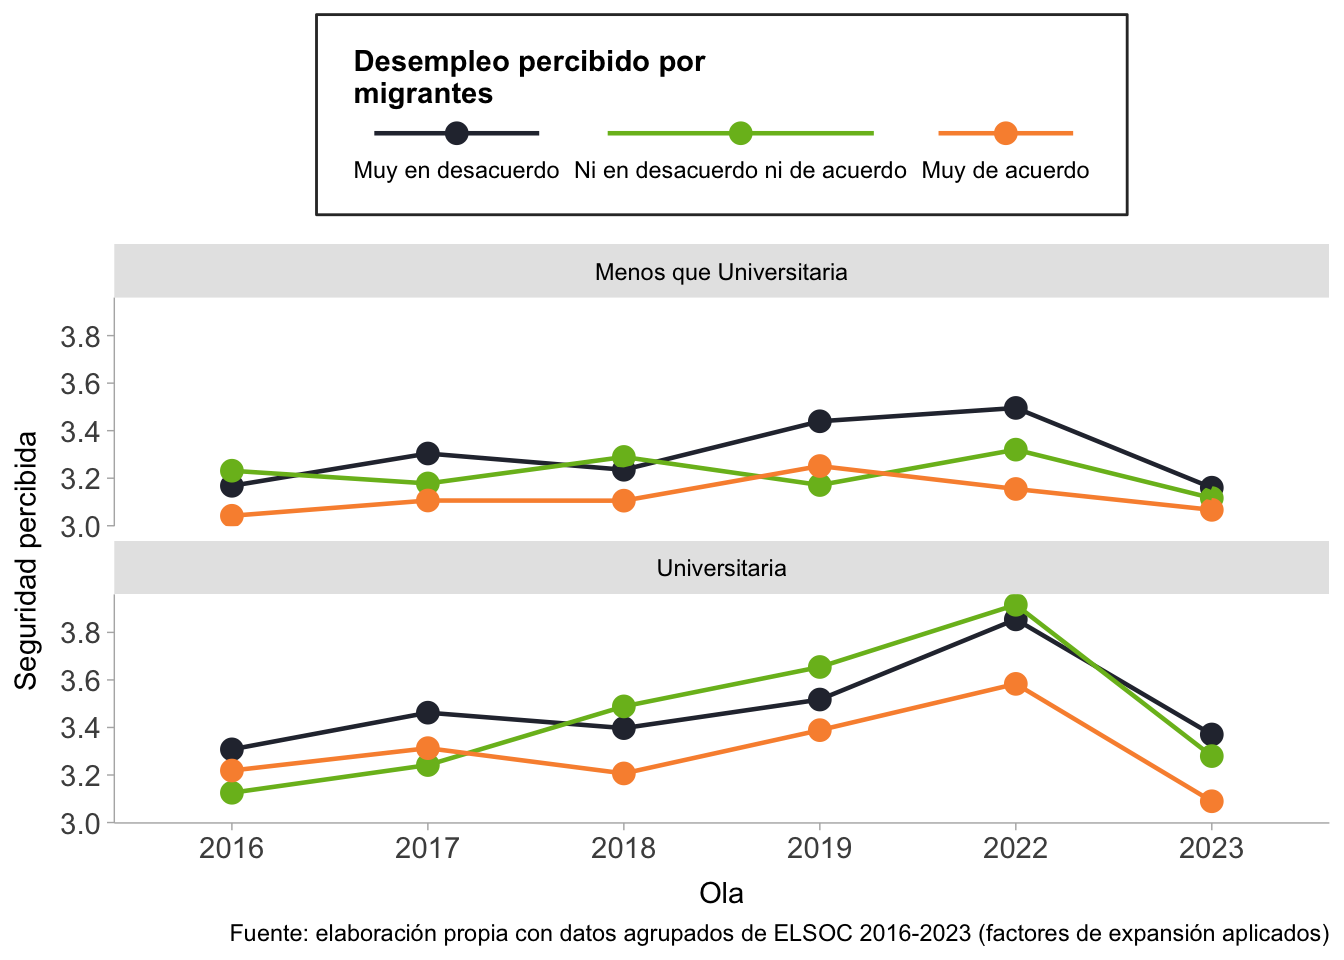 Desempleo percibido por
migrantes
Muy en desacuerdo Ni en desacuerdo ni de acuerdo Muy de acuerdo
Menos que Universitaria
3.8
3.6
3.4
3.2
3.0
Seguridad percibida
Universitaria
3.8
3.6
3.4
3.2
3.0
2016 2017 2018 2019 2022 2023
Ola
Fuente: elaboración propia con datos agrupados de ELSOC 2016-2023 (factores de expansión aplicados)